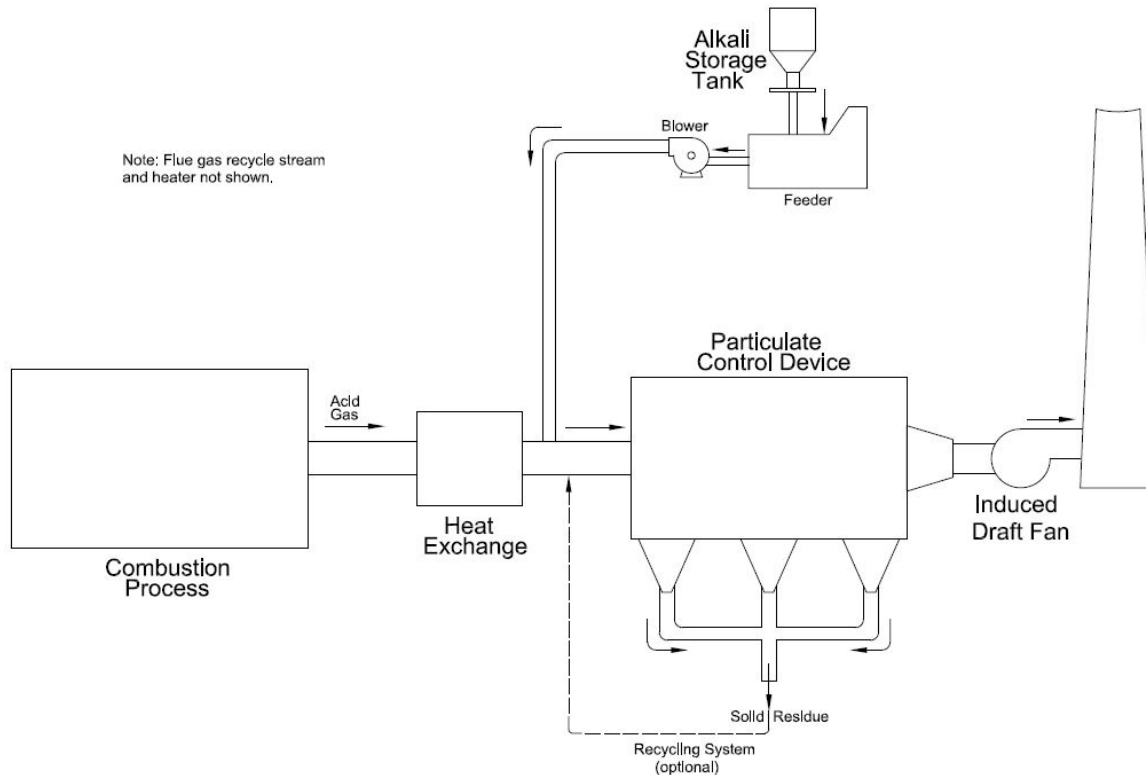 Alkali
Storage
Tank
Blower
Feeder
Note: Flue gas recycle stream
and heater not shown.
Particulate
Control Device
Acid
Gas
Heat
Exchange
Combustion
Process
Induced
Draft Fan
Solid Residue
Recycling System
(optional)